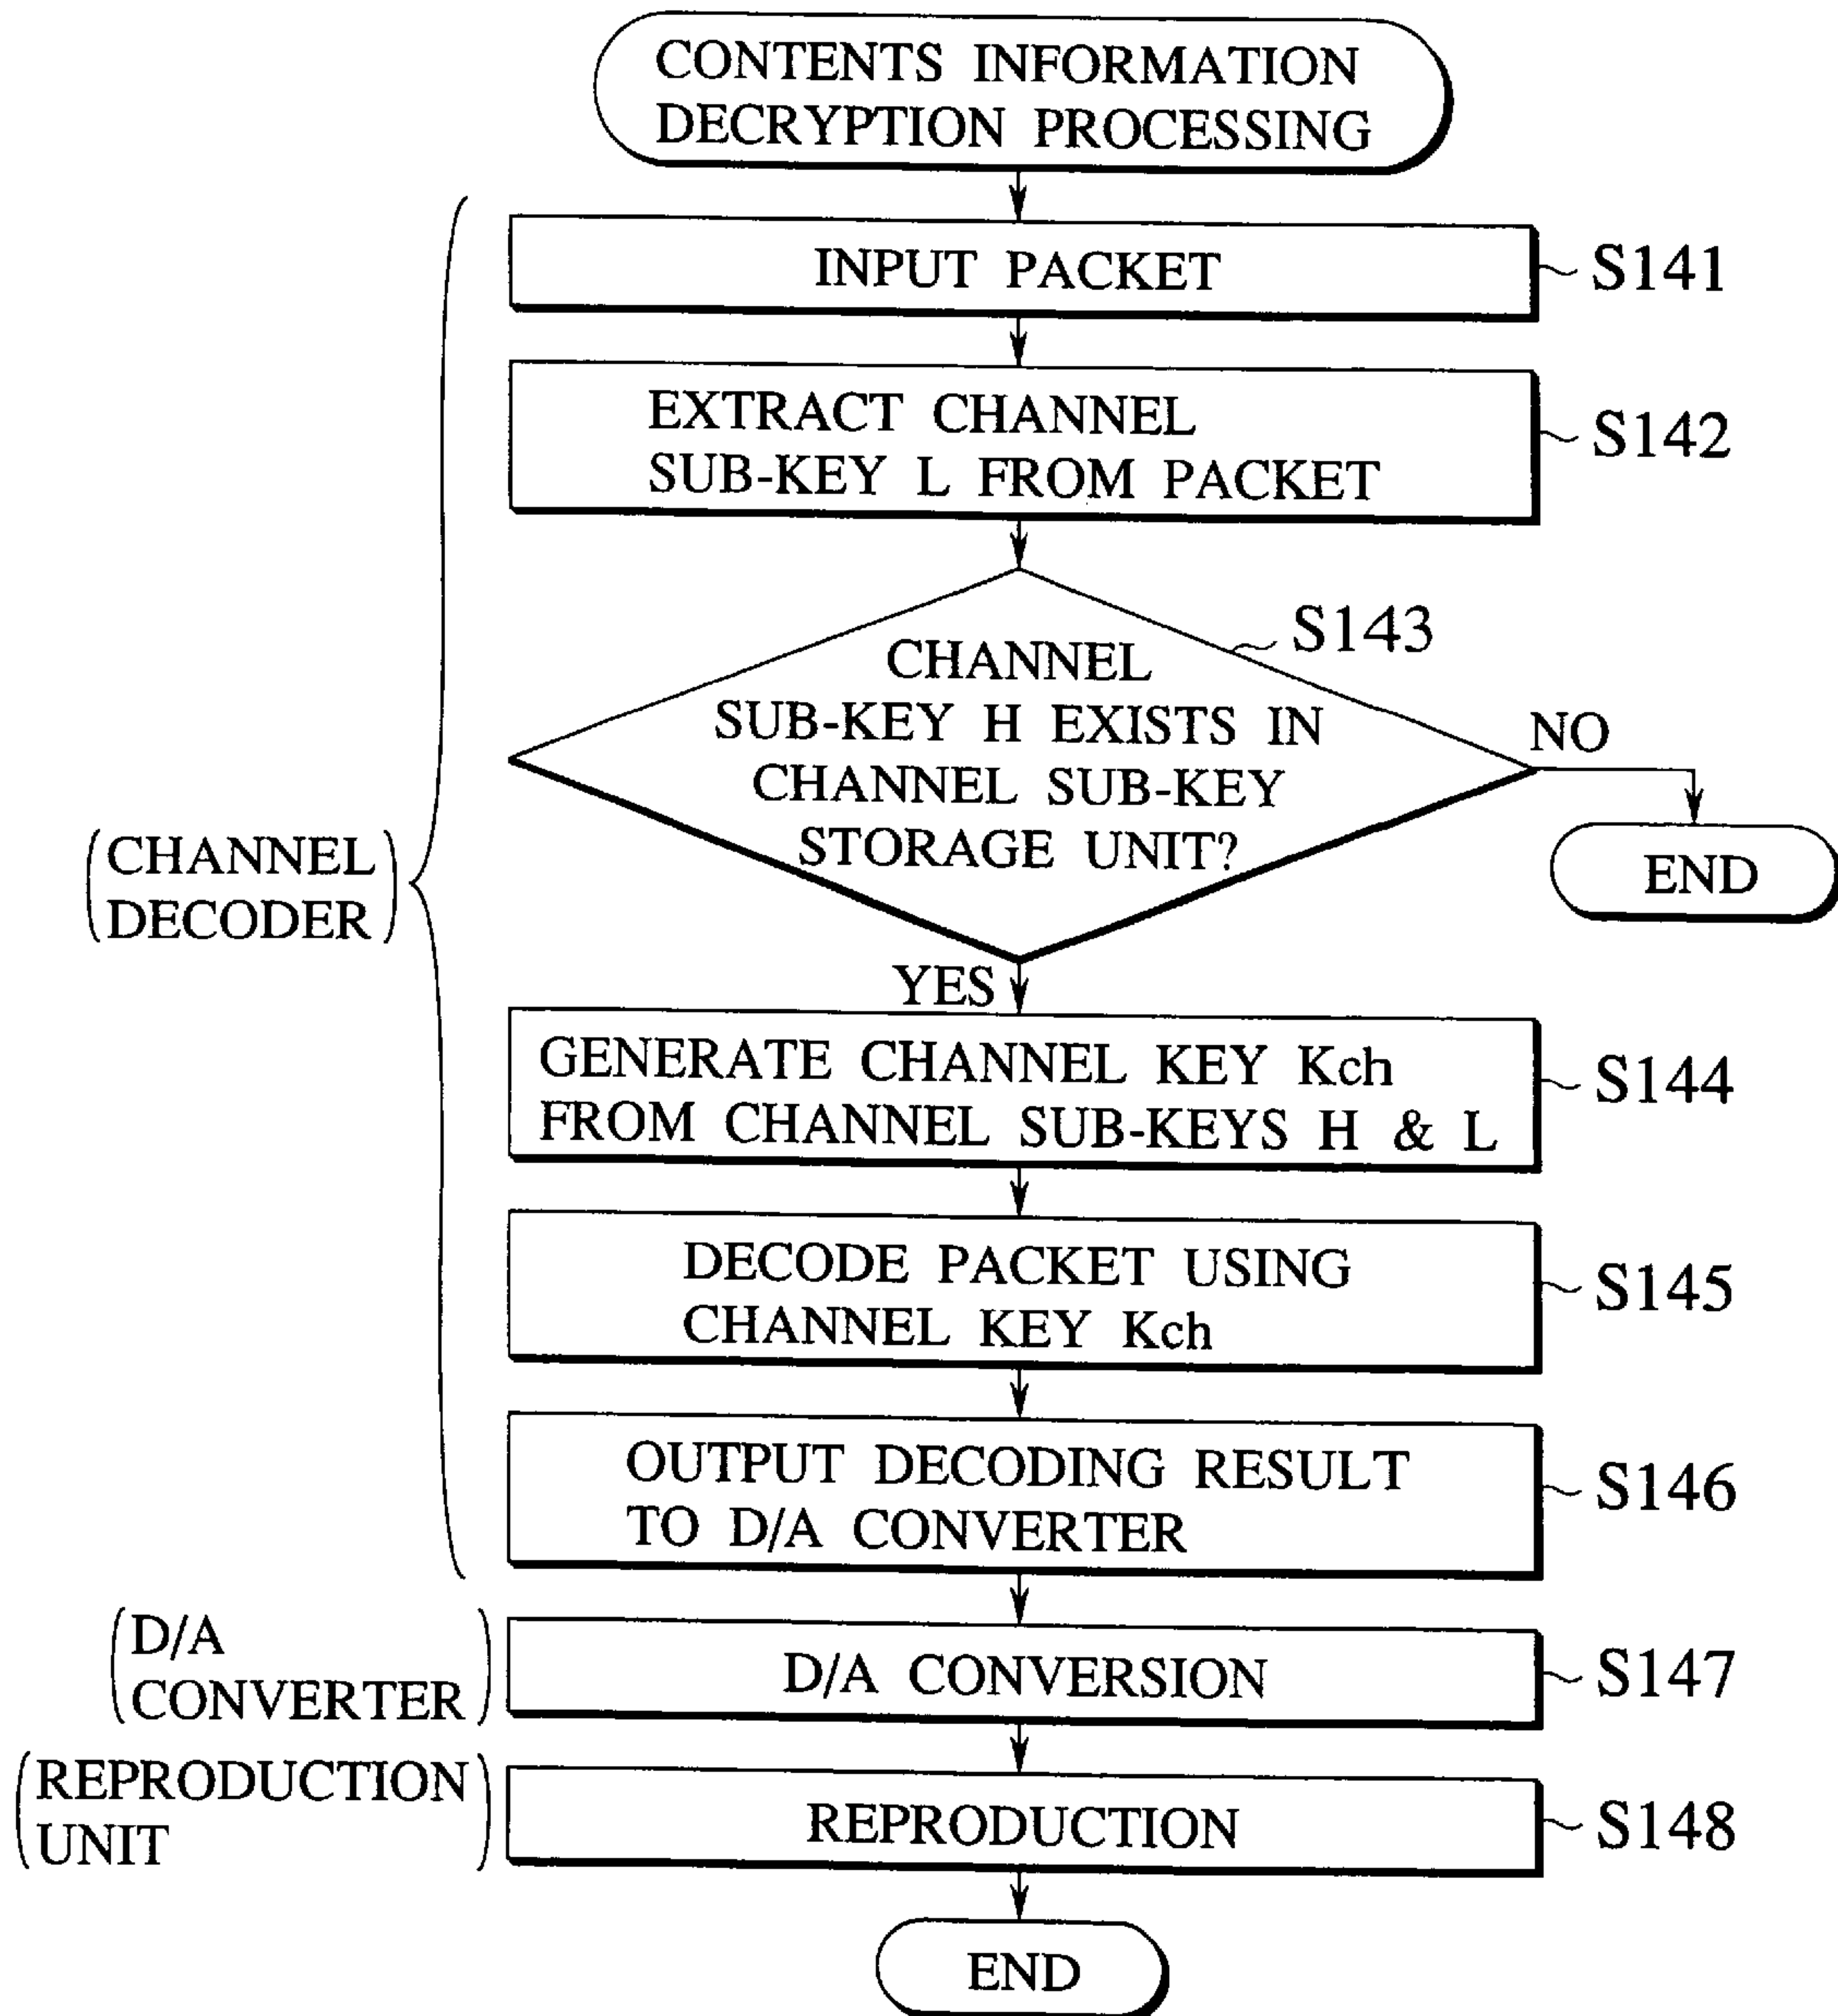 CONTENTS INFORMATION
DECRYPTION PROCESSING
INPUT PACKET
S141
EXTRACT CHANNEL
SUB-KEY L FROM PACKET
S142
S143
CHANNEL
SUB-KEY H EXISTS IN
CHANNEL SUB-KEY
STORAGE UNIT?
NO
END
(CHANNEL
DECODER)
YES
GENERATE CHANNEL KEY Kch
FROM CHANNEL SUB-KEYS H & L
S144
DECODE PACKET USING
CHANNEL KEY Kch
S145
OUTPUT DECODING RESULT
TO D/A CONVERTER
S146
(D/A
CONVERTER)
D/A CONVERSION
S147
(REPRODUCTION
UNIT)
REPRODUCTION
S148
END